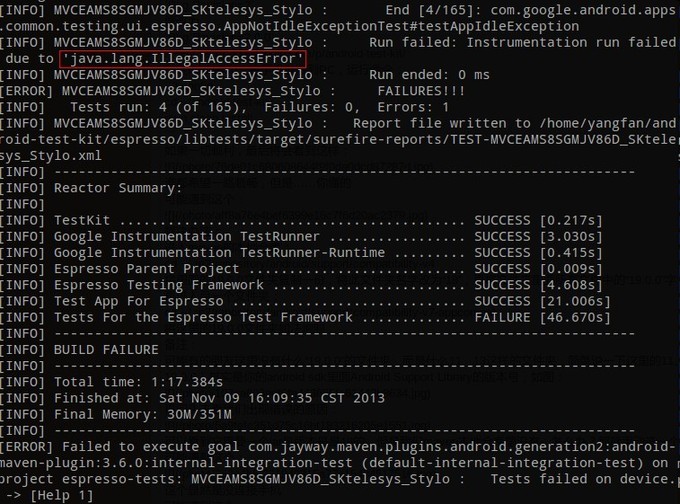 [INFO] MVCEAMS8SGMJV86D_SKtelesys_Stylo :       End [4/165]: com.google.android.apps
.common.testing.ui.espresso.AppNotIdleExceptionTest#testAppIdleException
[INFO] MVCEAMS8SGMJV86D_SKtelesys_Stylo :     Run failed: Instrumentation run failed
due to 'java.lang.IllegalAccessError'
[INFO] MVCEAMS8SGMJV86D_SKtelesys_Stylo :     Run ended: 0 ms
[ERROR] MVCEAMS8SGMJV86D_SKtelesys_Stylo :      FAILURES!!!
[INFO]   Tests run: 4 (of 165),  Failures: 0,  Errors: 1
[INFO] MVCEAMS8SGMJV86D_SKtelesys_Stylo :   Report file written to /home/yangfan/and
roid-test-kit/espresso/libtests/target/surefire-reports/TEST-MVCEAMS8SGMJV86D_SKtele
sys_Stylo.xml
[INFO] ------------------------------------------------------------------------
[INFO] Reactor Summary:
[INFO]
[INFO] TestKit ........................................... SUCCESS [0.217s]
[INFO] Google Instrumentation TestRunner ................. SUCCESS [3.030s]
[INFO] Google Instrumentation TestRunner-Runtime ......... SUCCESS [0.415s]
[INFO] Espresso Parent Project ........................... SUCCESS [0.009s]
[INFO] Espresso Testing Framework ........................ SUCCESS [4.608s]
[INFO] Test App For Espresso ............................. SUCCESS [21.006s]
[INFO] Tests For the Espresso Test Framework ............. FAILURE [46.670s]
[INFO] ------------------------------------------------------------------------
[INFO] BUILD FAILURE
[INFO] ------------------------------------------------------------------------
[INFO] Total time: 1:17.384s
[INFO] Finished at: Sat Nov 09 16:09:35 CST 2013
[INFO] Final Memory: 30M/351M
[INFO] ------------------------------------------------------------------------
[ERROR] Failed to execute goal com.jayway.maven.plugins.android.generation2:android-
maven-plugin:3.6.0:internal-integration-test (default-internal-integration-test) on
project espresso-tests: MVCEAMS8SGMJV86D_SKtelesys_Stylo :   Tests failed on device.
-> [Help 1]